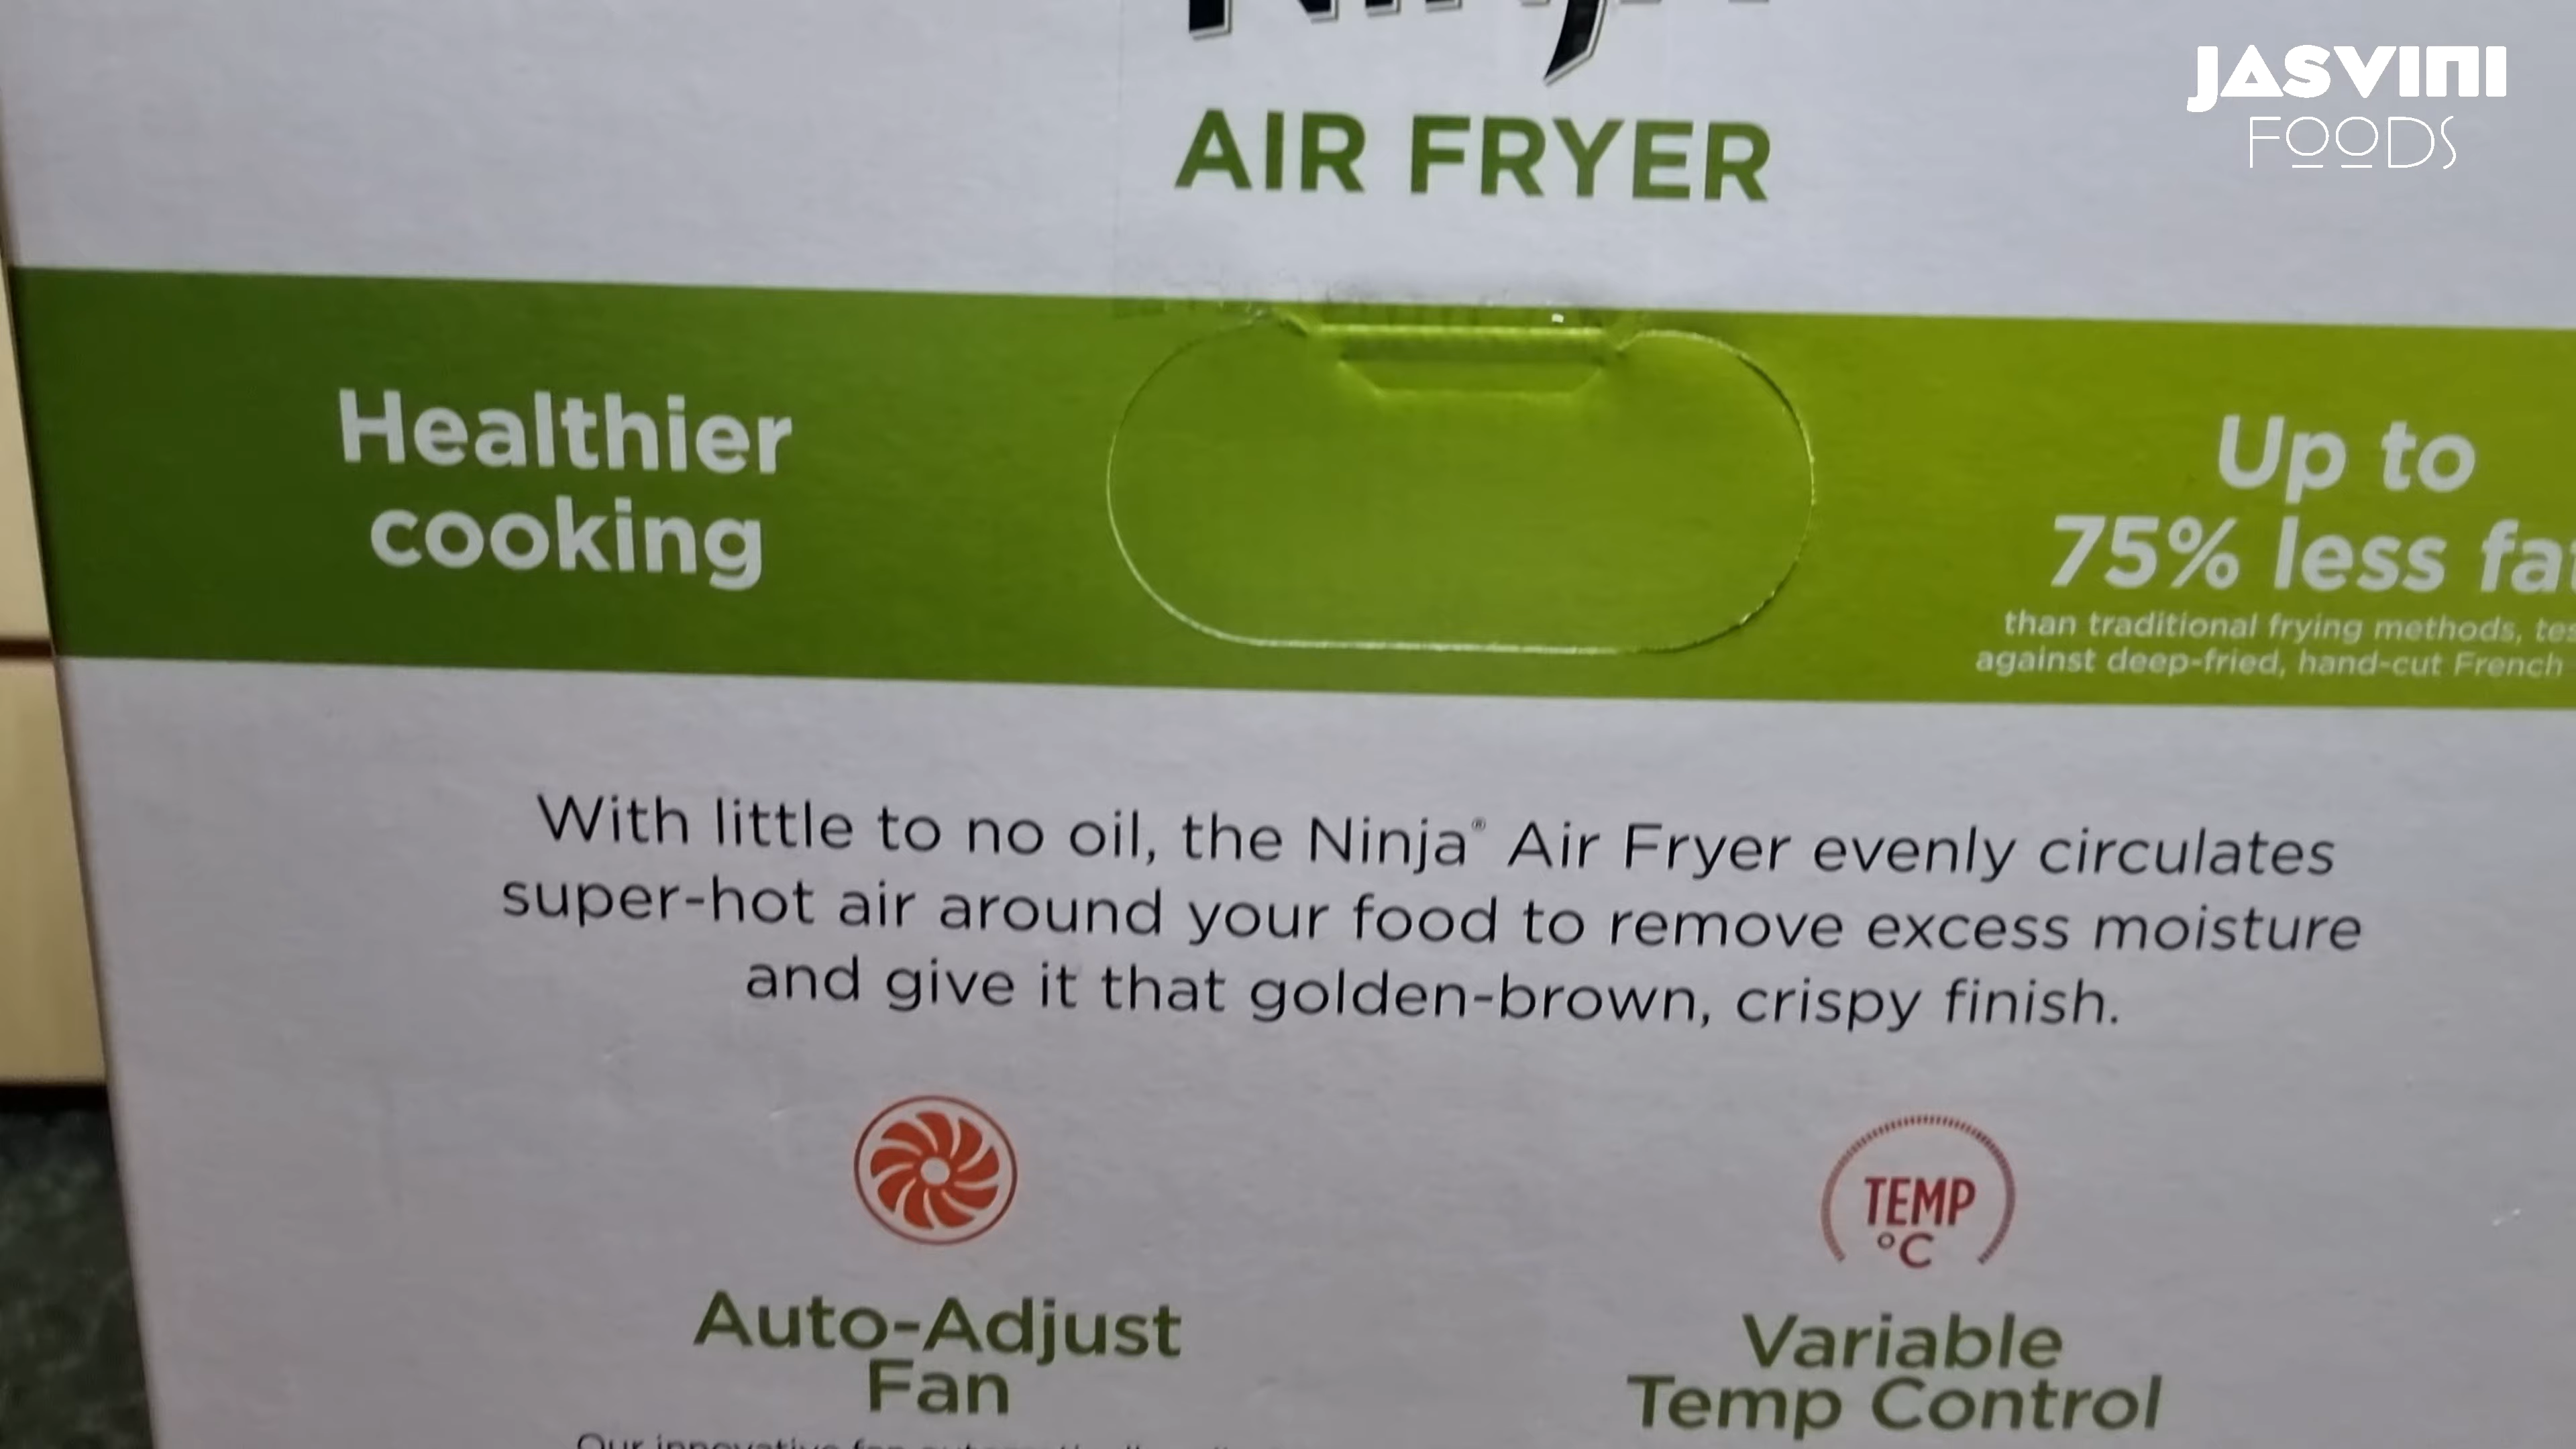 JASVINI
FOODS
Ninja
AIR FRYER
Healthier
cooking
Up to
75% less
than traditional frying methods,
against deep-fried, hand-cut French
With little to no oil, the Ninja® Air Fryer evenly circulates
super-hot air around your food to remove excess moisture
and give it that golden-brown, crispy finish.
TEMP
°C
Auto-Adjust
Fan
Variable
Temp Control